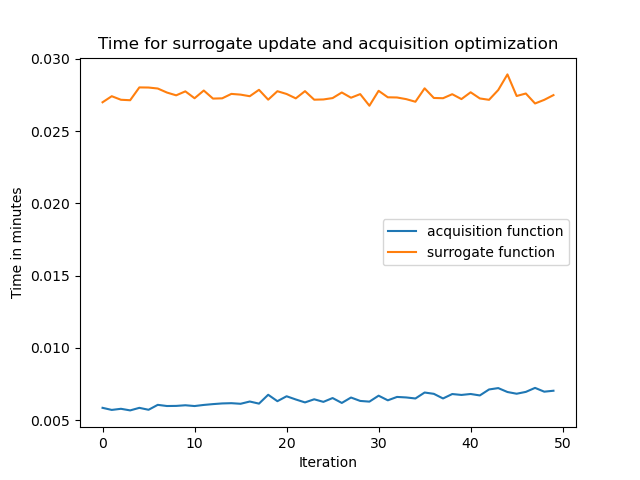 Time for surrogate update and acquisition optimization
0.030
0.025
0.020
0.015
0.010
0.005
Time in minutes
acquisition function
surrogate function
0 10 20 30 40 50
Iteration